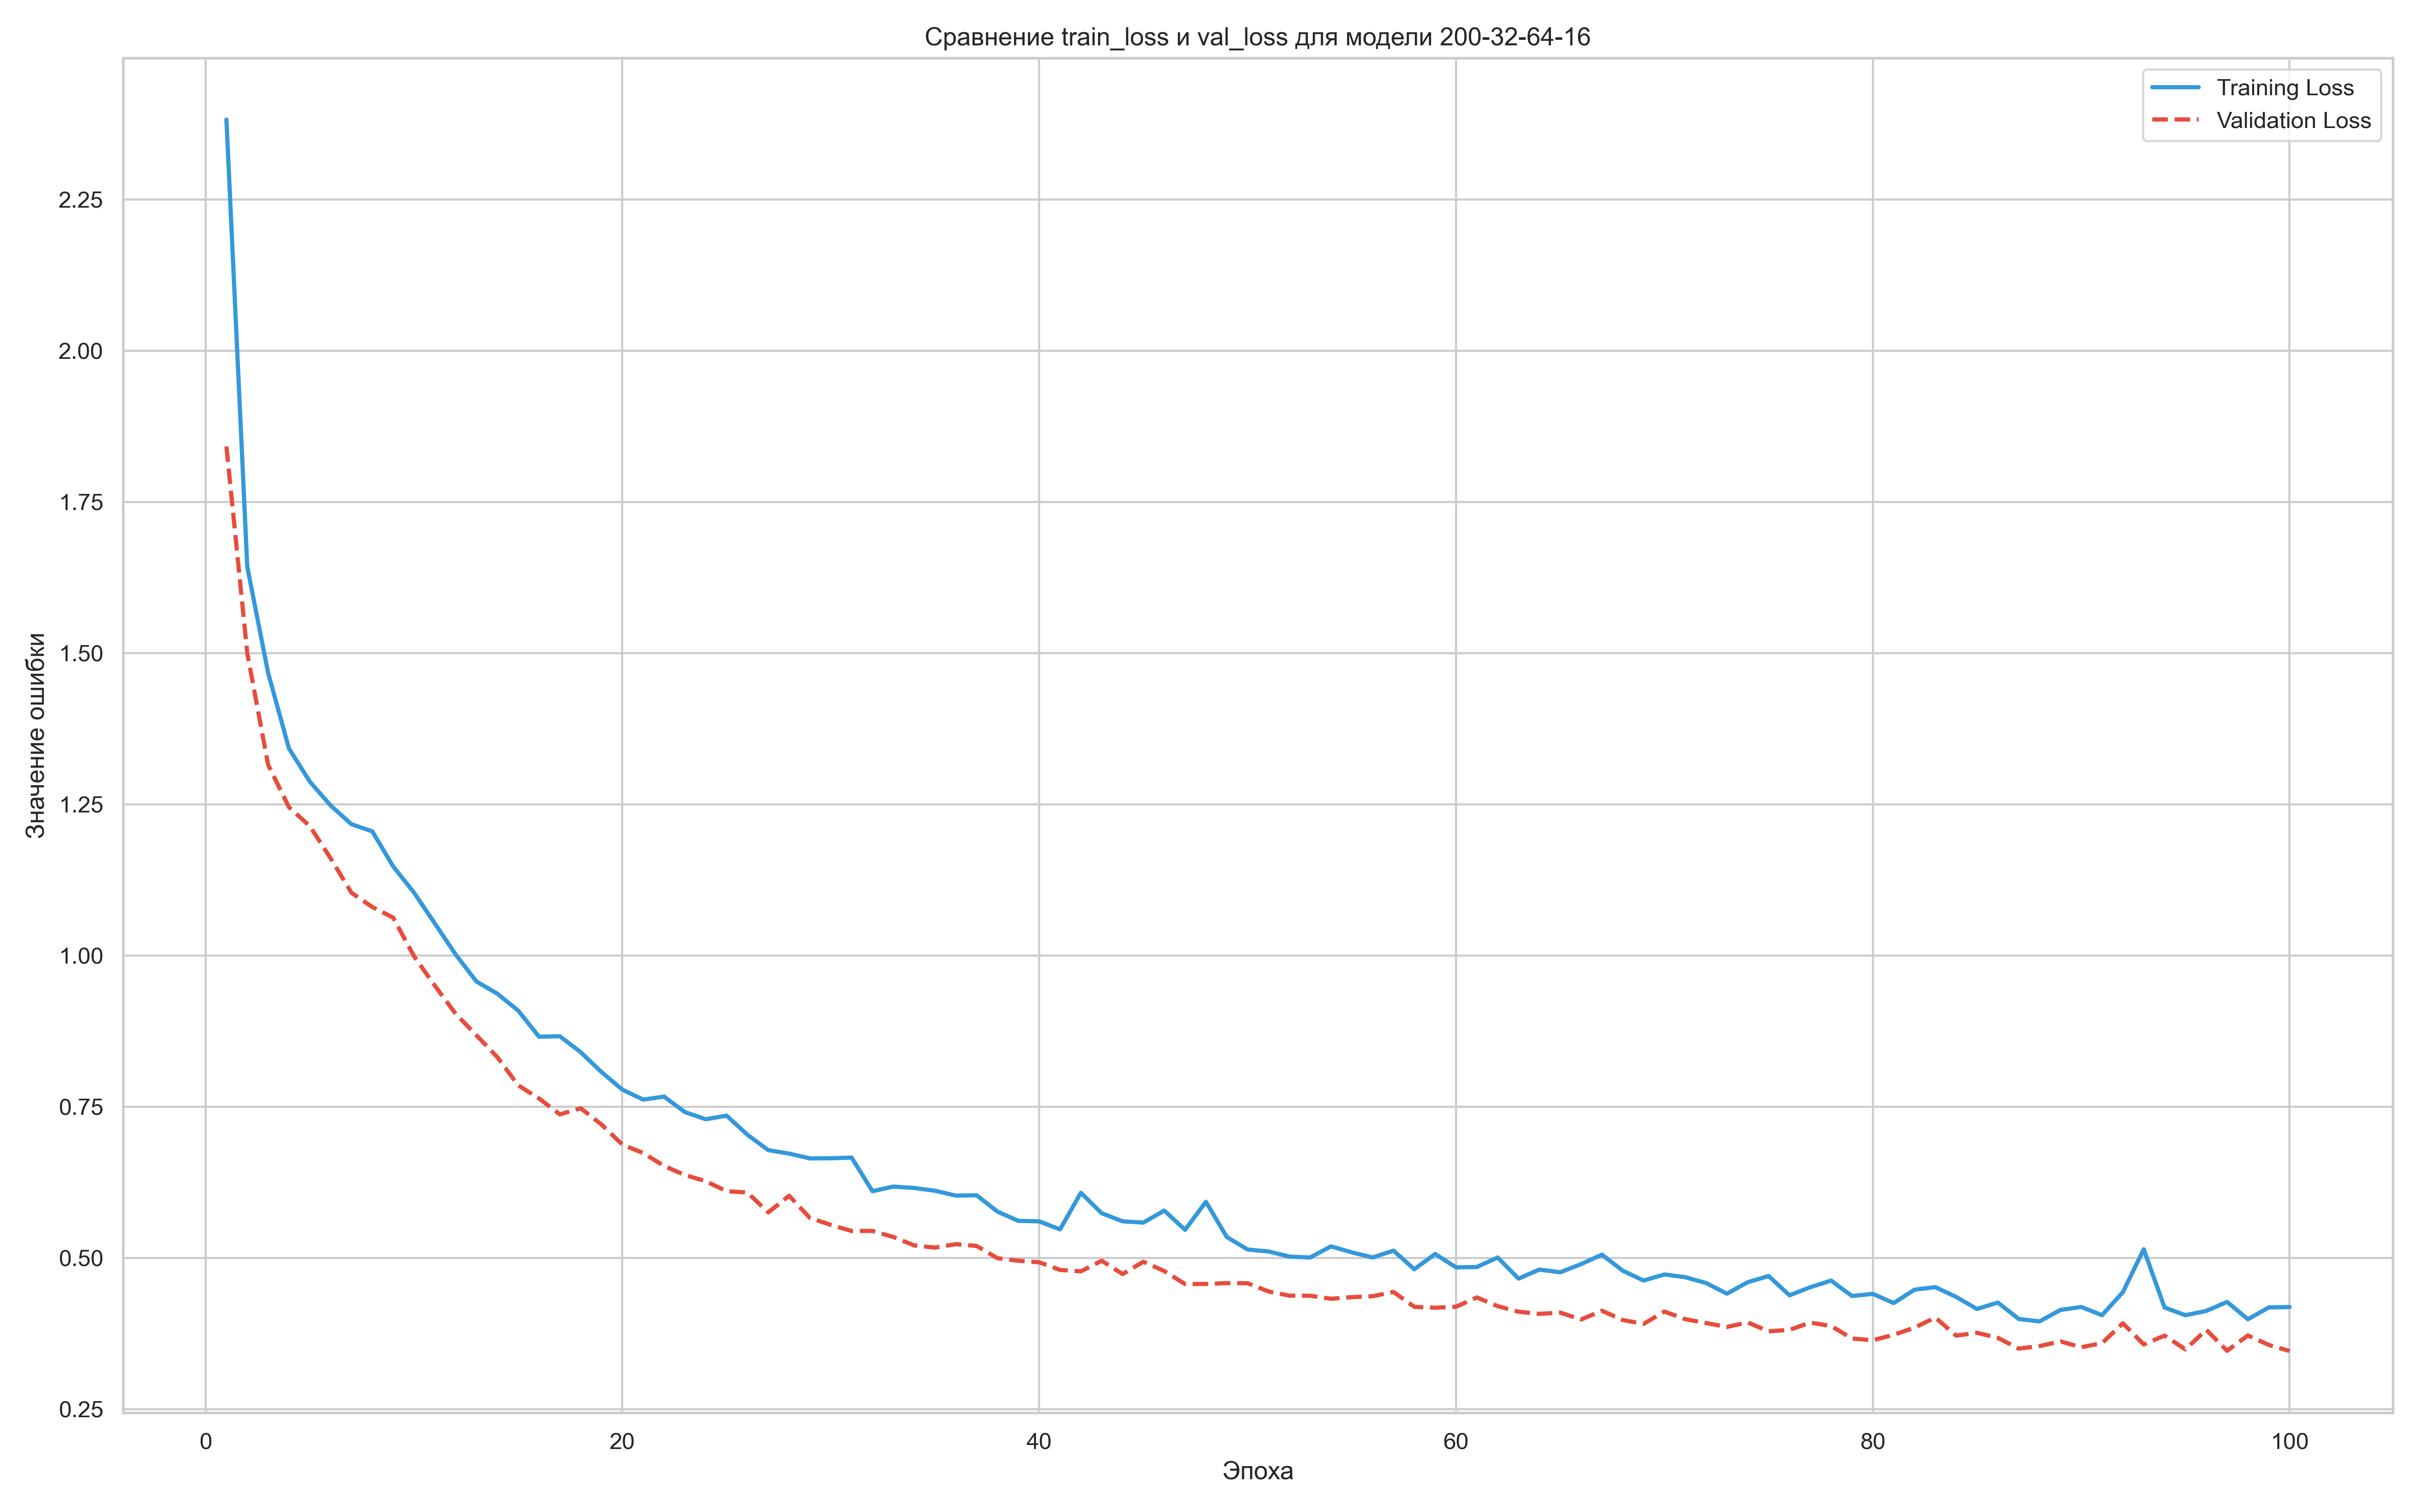 Сравнение train_loss и val_loss для модели 200-32-64-16
Training Loss
Validation Loss
2.25
2.00
1.75
1.50
1.25
1.00
0.75
0.50
0.25
Значение ошибки
0 20 40 60 80 100
Эпоха